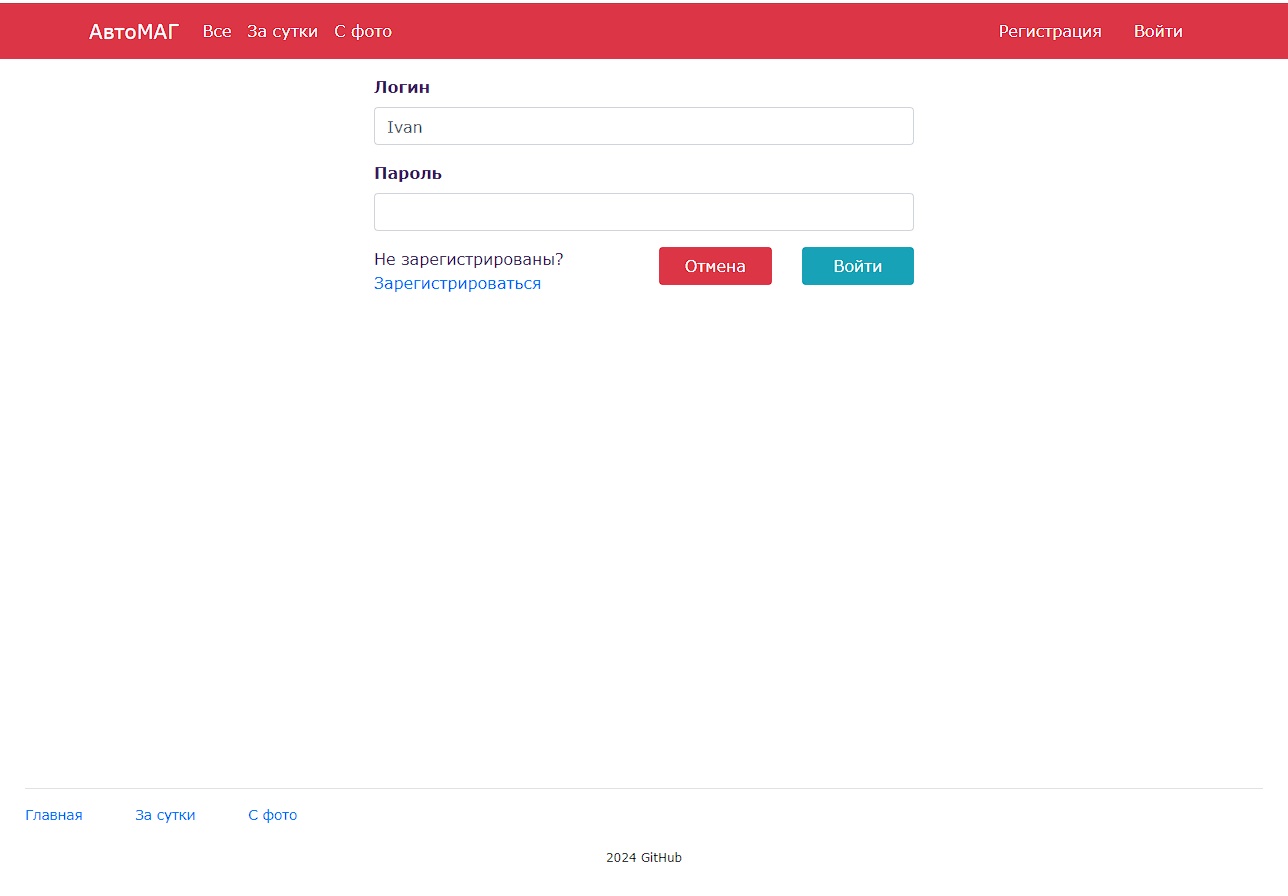 АвтоМАГ Все За сутки С фото Регистрация Войти
Логин
Ivan
Пароль
Не зарегистрированы? Отмена Войти
Зарегистрироваться
Главная За сутки С фото
2024 GitHub